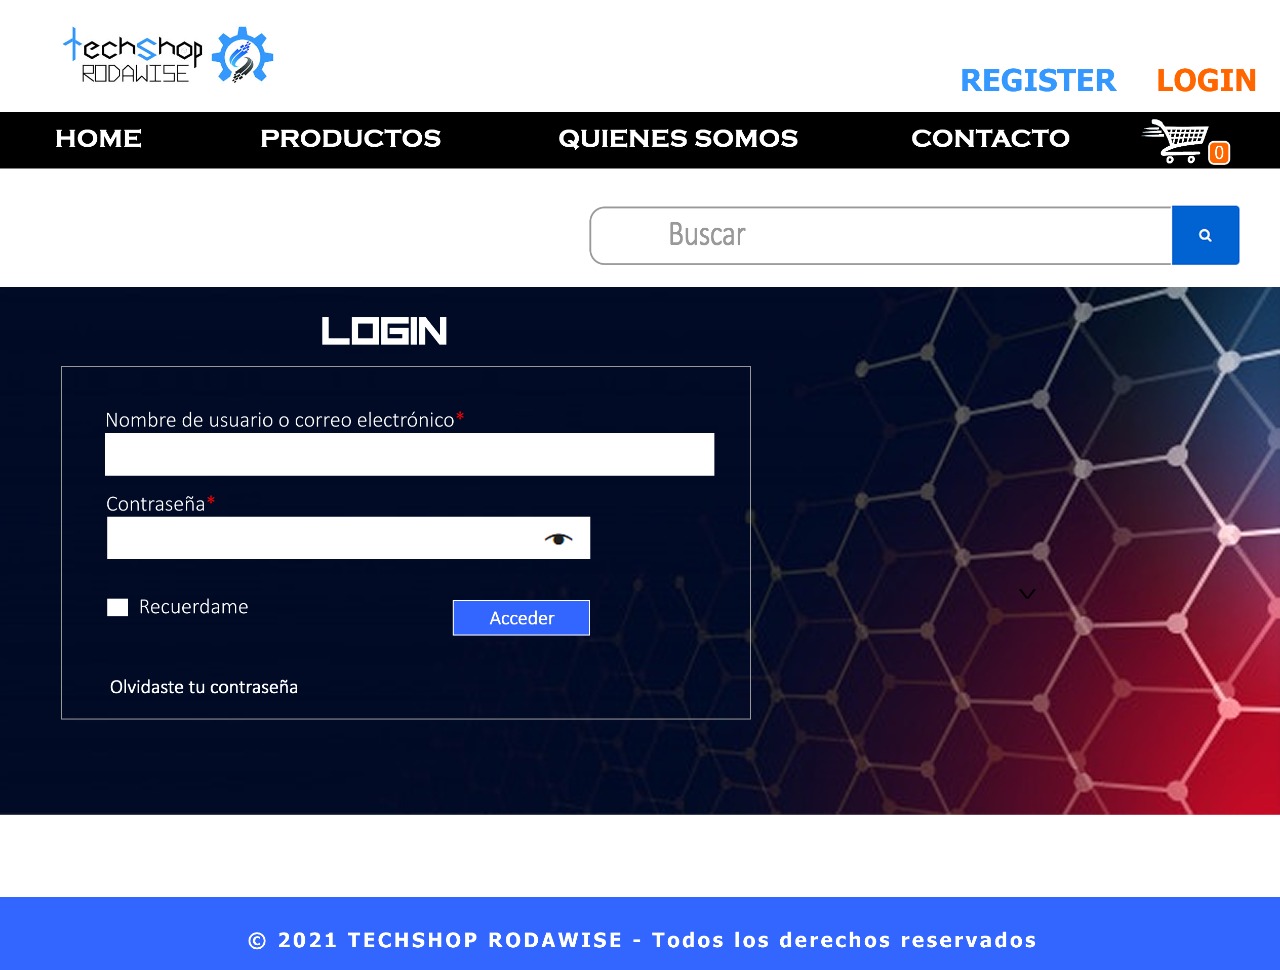 techshop
RODAWISE
REGISTER LOGIN
HOME PRODUCTOS QUIENES SOMOS CONTACTO 0
Buscar
LOGIN
Nombre de usuario o correo electrónico*
Contraseña*
Recuerdame Acceder
Olvidaste tu contraseña
© 2021 TECHSHOP RODAWISE - Todos los derechos reservados